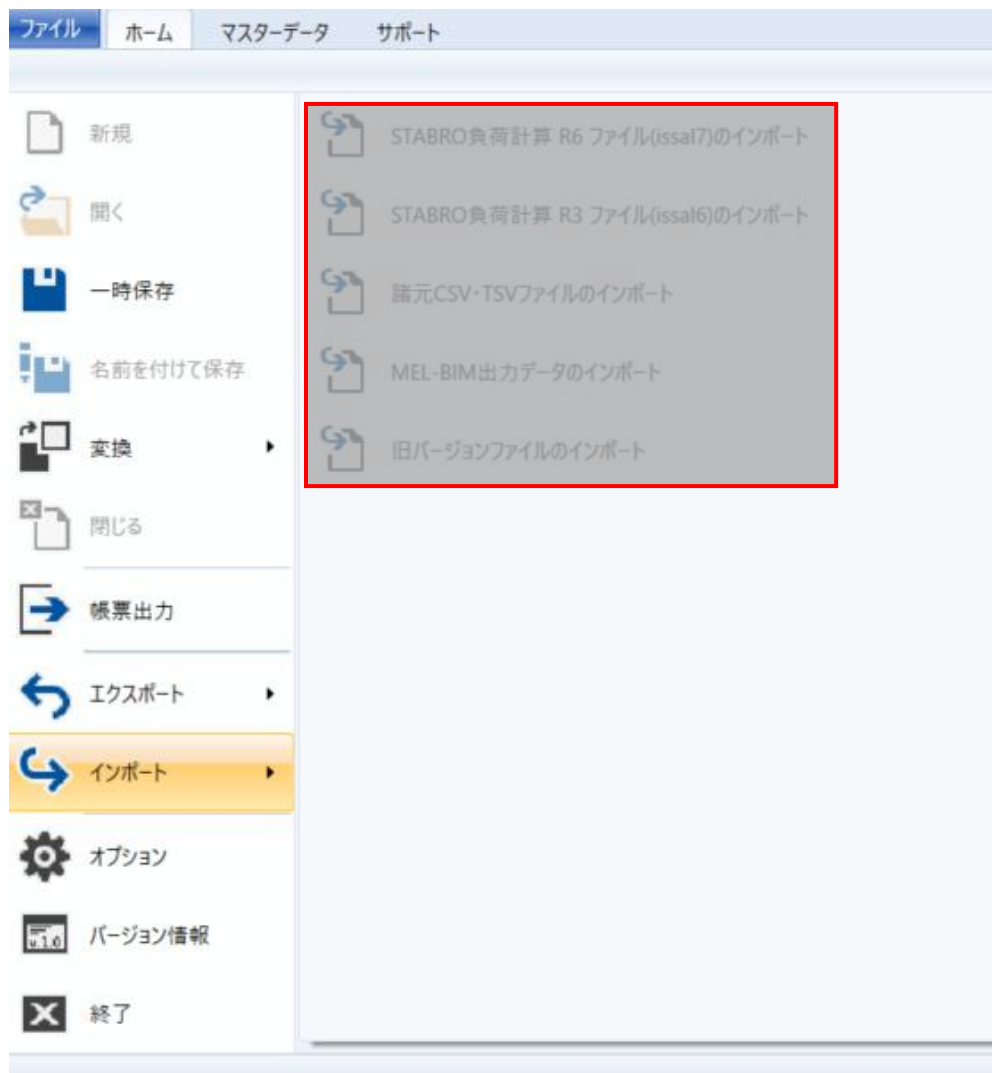 ファイル ホーム マスターデータ サポート
新規
開く
一時保存
名前を付けて保存
変換
閉じる
帳票出力
エクスポート
インポート
オプション
v.1.0 バージョン情報
終了
STABRO負荷計算 R6 ファイル(issal7)のインポート
STABRO負荷計算 R3 ファイル(issal6)のインポート
諸元CSV・TSVファイルのインポート
MEL-BIM出力データのインポート
旧バージョンファイルのインポート